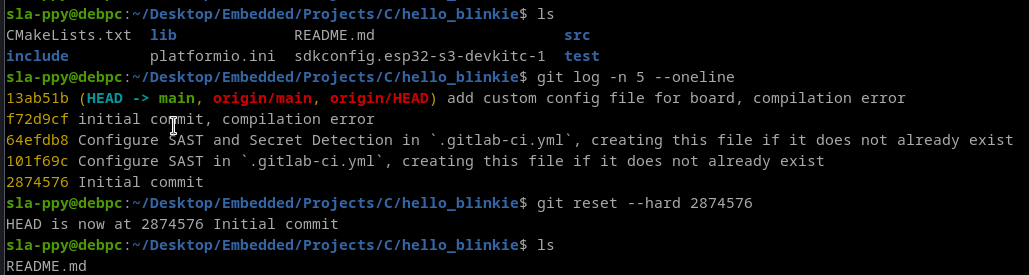 sla-ppy@debpc:~/Desktop/Embedded/Projects/C/hello_blinkie$ ls
CMakeLists.txt  lib             README.md                      src
include         platformio.ini  sdkconfig.esp32-s3-devkitc-1  test
sla-ppy@debpc:~/Desktop/Embedded/Projects/C/hello_blinkie$ git log -n 5 --oneline
13ab51b (HEAD -> main, origin/main, origin/HEAD) add custom config file for board, compilation error
f72d9cf initial commit, compilation error
64efdb8 Configure SAST and Secret Detection in `.gitlab-ci.yml`, creating this file if it does not already exist
101f69c Configure SAST in `.gitlab-ci.yml`, creating this file if it does not already exist
2874576 Initial commit
sla-ppy@debpc:~/Desktop/Embedded/Projects/C/hello_blinkie$ git reset --hard 2874576
HEAD is now at 2874576 Initial commit
sla-ppy@debpc:~/Desktop/Embedded/Projects/C/hello_blinkie$ ls
README.md